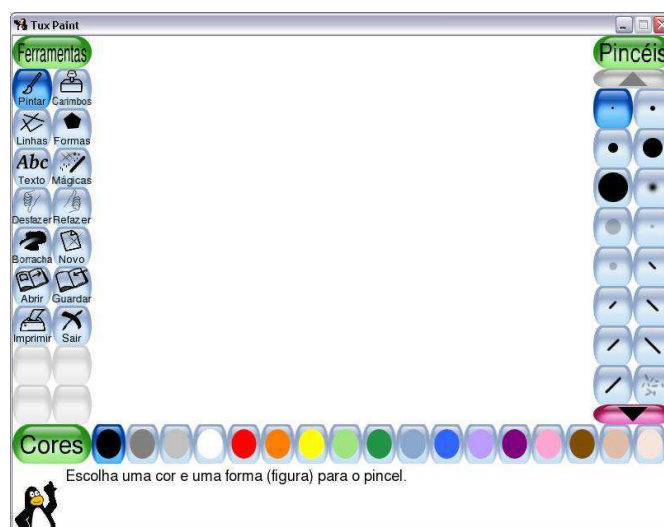 Tux Paint
Ferramentas
Pincéis
Pintar Carimbos
Linhas Formas
Abc
Texto Mágicas
Desfazer Refazer
Borracha Novo
Abrir Guardar
Imprimir Sair
Cores
Escolha uma cor e uma forma (figura) para o pincel.